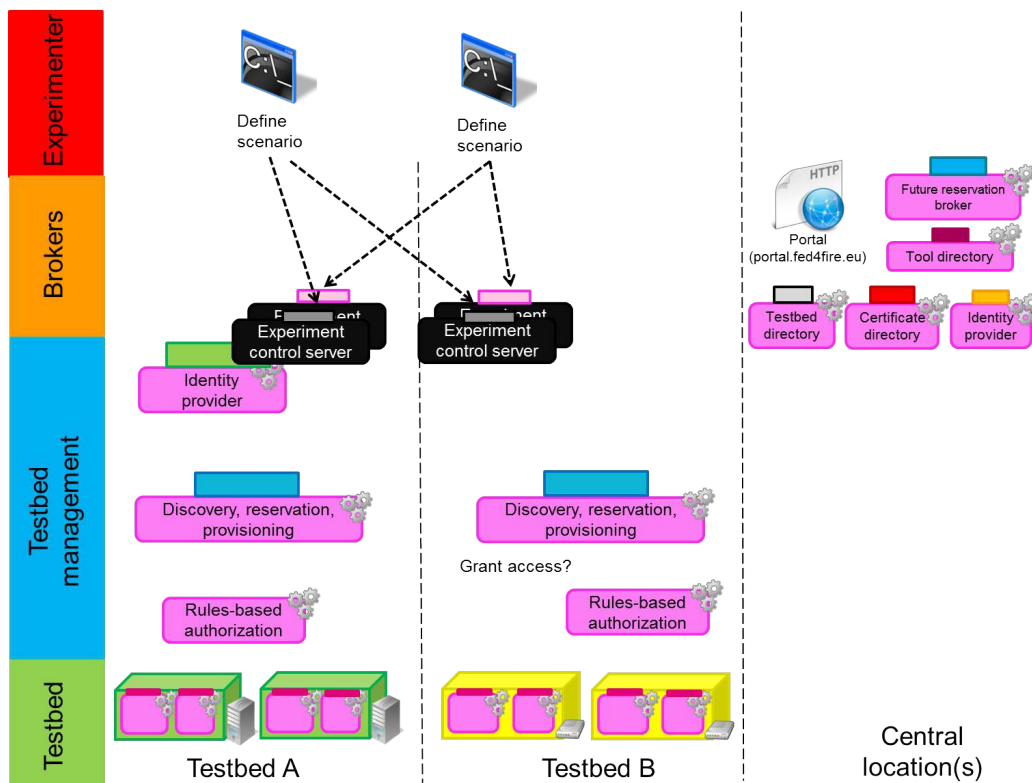 Experimenter
Brokers
Testbed
management
Testbed
C:\_
Define
scenario
C:\_
Define
scenario
Experiment
control server
Experiment
control server
Identity
provider
Discovery, reservation,
provisioning
Rules-based
authorization
Discovery, reservation,
provisioning
Grant access?
Rules-based
authorization
HTTP
Portal
(portal.fed4fire.eu)
Future reservation
broker
Tool directory
Testbed
directory
Certificate
directory
Identity
provider
Testbed A
Testbed B
Central
location(s)